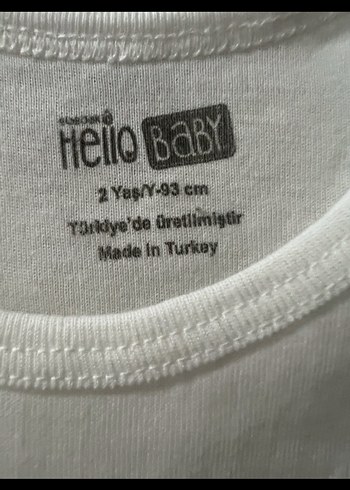 Hello BABY
2 Yaş/Y-93 cm
Türkiye'de üretilmiştir
Made in Turkey